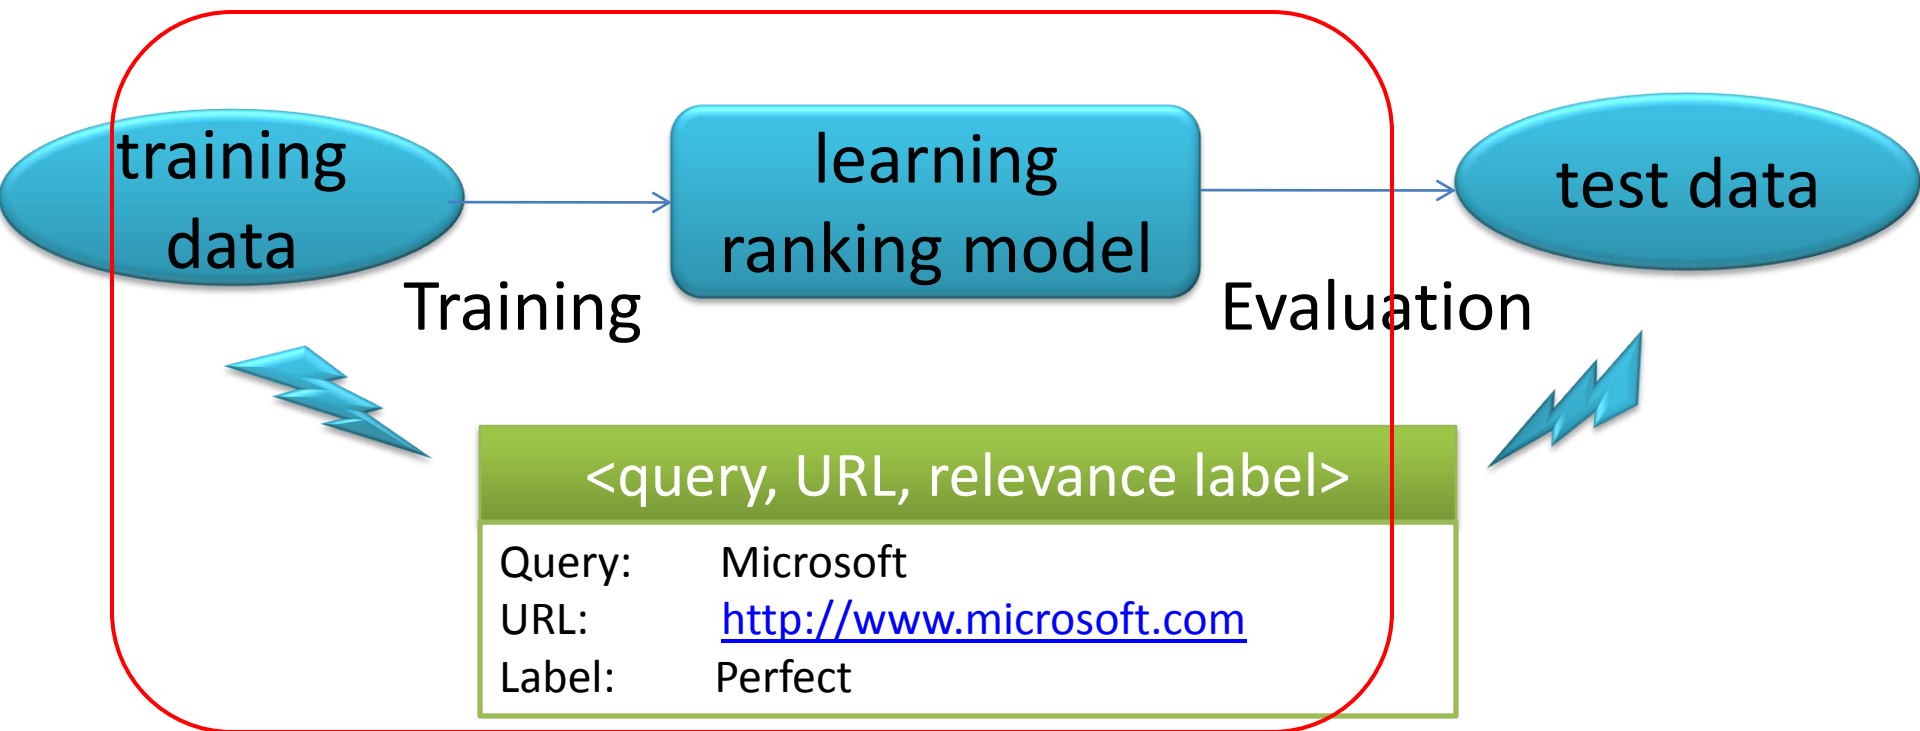 training
data
learning
ranking model
test data
Training
Evaluation
<query, URL, relevance label>
Query: Microsoft
URL: http://www.microsoft.com
Label: Perfect